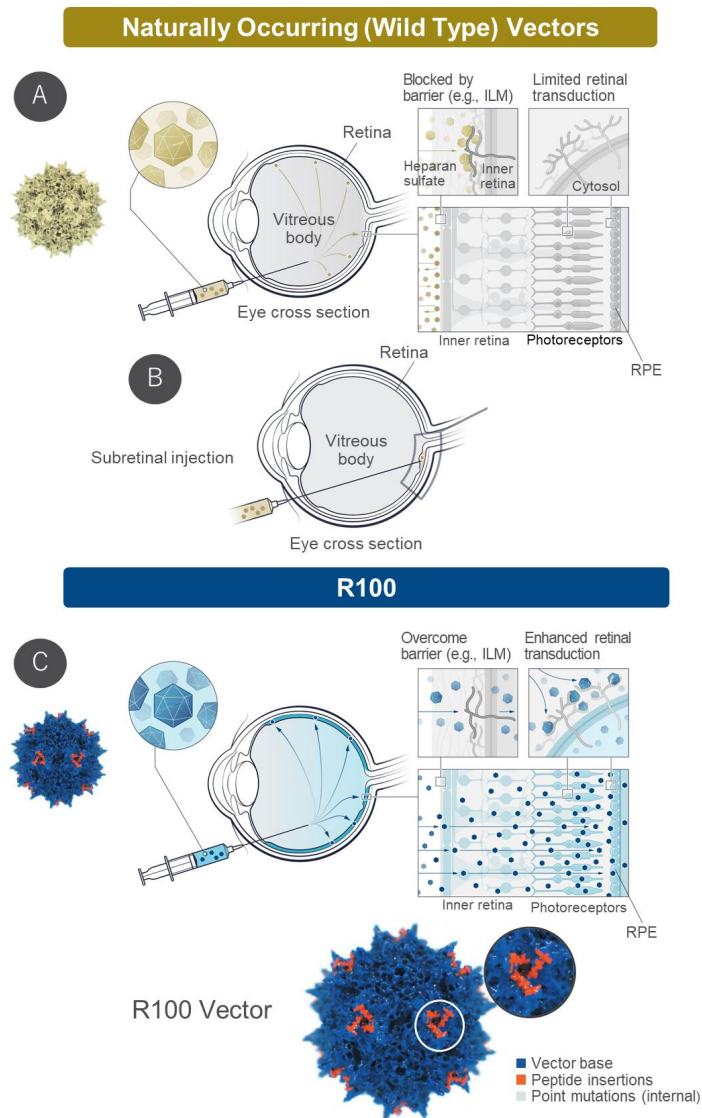 Naturally Occurring (Wild Type) Vectors
A
Blocked by
barrier (e.g., ILM)
Limited retinal
transduction
Retina
Heparan
sulfate
Inner
retina
Cytosol
Vitreous
body
Eye cross section
Inner retina
Photoreceptors
RPE
B
Retina
Subretinal injection
Vitreous
body
Eye cross section
R100
C
Overcome
barrier (e.g., ILM)
Enhanced retinal
transduction
Inner retina
Photoreceptors
RPE
R100 Vector
Vector base
Peptide insertions
Point mutations (internal)